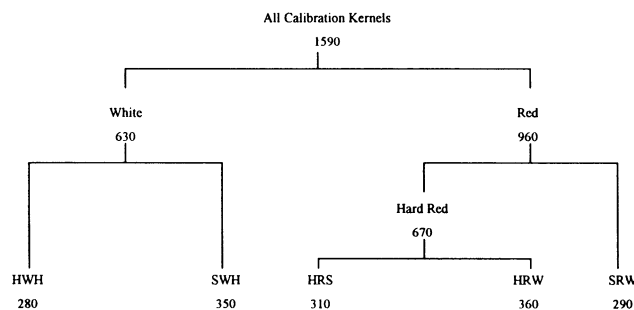 All Calibration Kernels
1590
White
Red
630
960
Hard Red
670
HWH
SWH
HRS
HRW
SRW
280
350
310
360
290